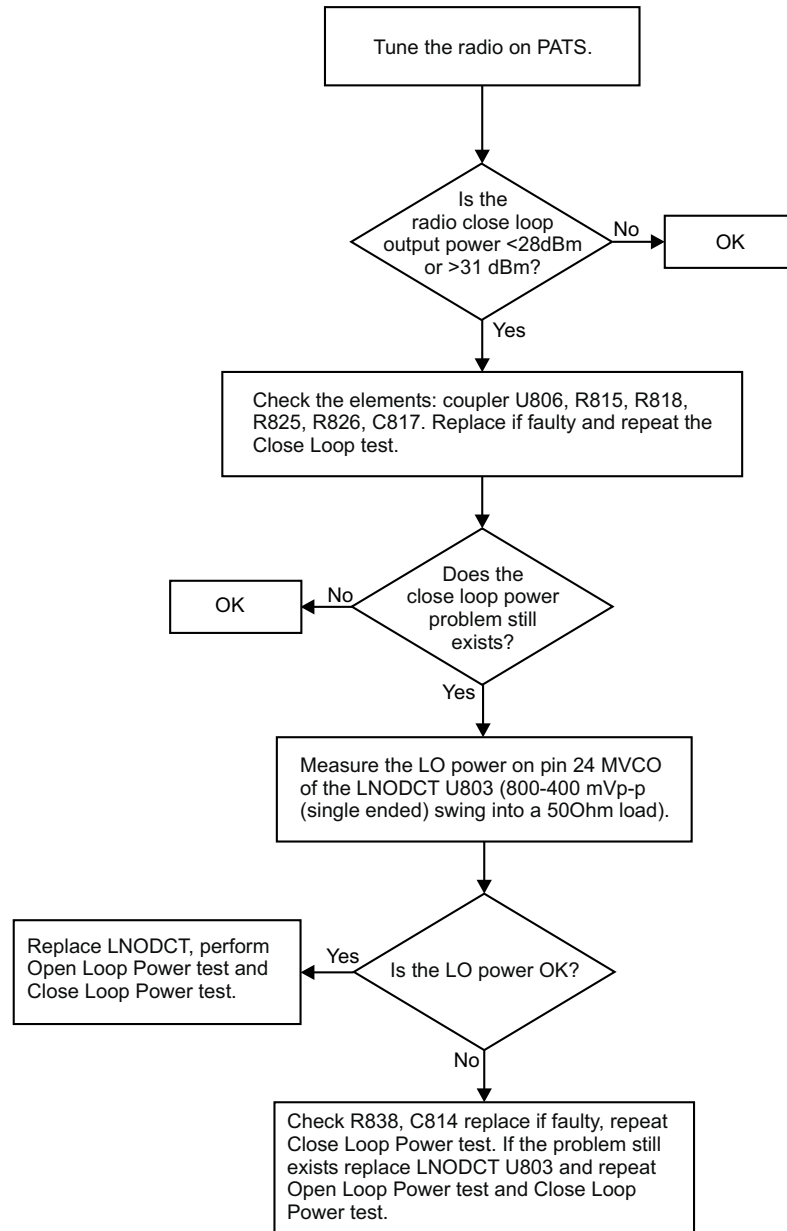 Tune the radio on PATS.
Is the
radio close loop
output power <28dBm
or >31 dBm?
No
OK
Yes
Check the elements: coupler U806, R815, R818,
R825, R826, C817. Replace if faulty and repeat the
Close Loop test.
Does the
close loop power
problem still
exists?
No
OK
Yes
Measure the LO power on pin 24 MVCO
of the LNODCT U803 (800-400 mVp-p
(single ended) swing into a 50Ohm load).
Is the LO power OK?
Yes
Replace LNODCT, perform
Open Loop Power test and
Close Loop Power test.
No
Check R838, C814 replace if faulty, repeat
Close Loop Power test. If the problem still
exists replace LNODCT U803 and repeat
Open Loop Power test and Close Loop
Power test.